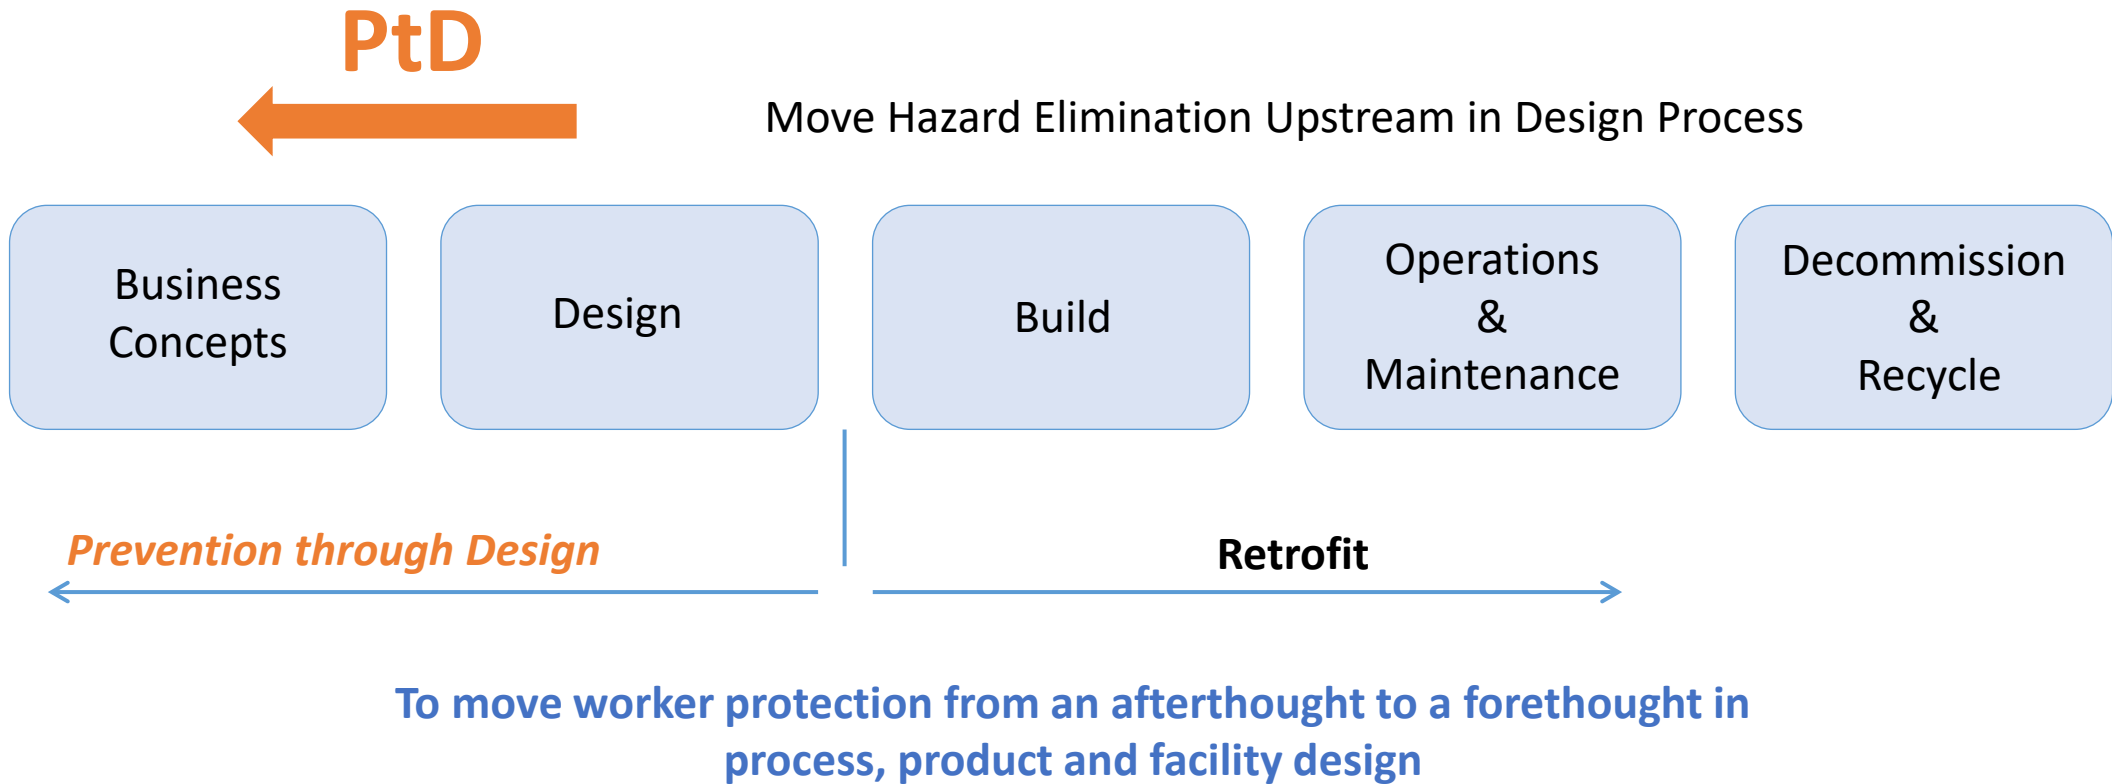 PtD
Move Hazard Elimination Upstream in Design Process
Business
Concepts
Design
Build
Operations
&
Maintenance
Decommission
&
Recycle
Prevention through Design
Retrofit
To move worker protection from an afterthought to a forethought in
process, product and facility design